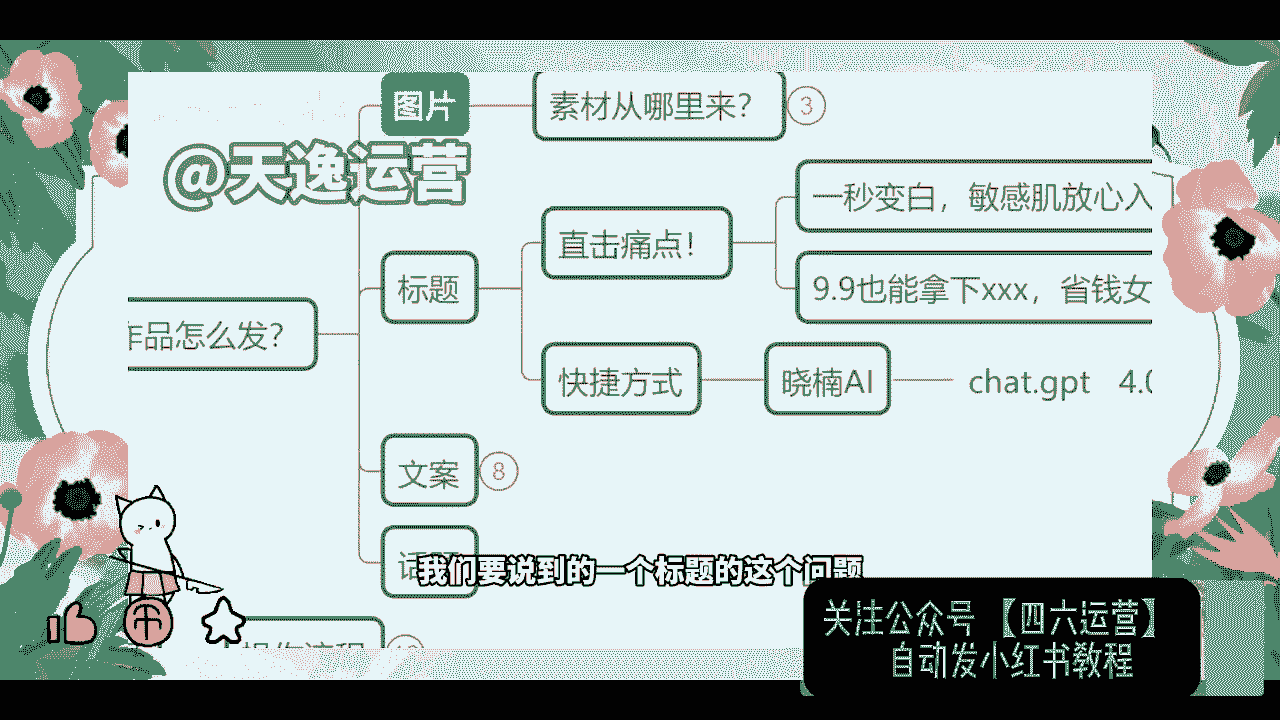 图片
素材从哪里来？
3
@天逸运营
一秒变白，敏感肌放心入
直击痛点！
标题
9.9也能拿下xxx，省钱女
作品怎么发？
快捷方式
晓楠AI
chat.gpt 4.0
文案
8
话题
我们要说到的一个标题的这个问题
关注公众号【四六运营】
自动发小红书教程
操作流程